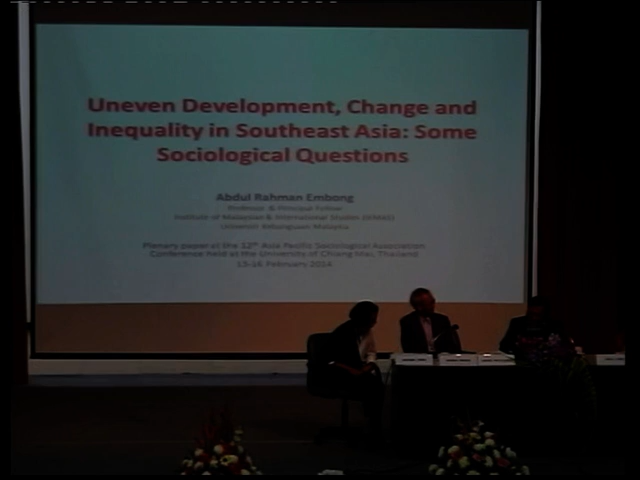 Uneven Development, Change and
Inequality in Southeast Asia: Some
Sociological Questions
Abdul Rahman Embong
Professor & Principal Fellow
Institute of Malaysian & International Studies (IKMAS)
Universiti Kebangsaan Malaysia
Plenary paper at the 12th Asia Pacific Sociological Association
Conference held at the University of Chiang Mai, Thailand
15-16 February 2014